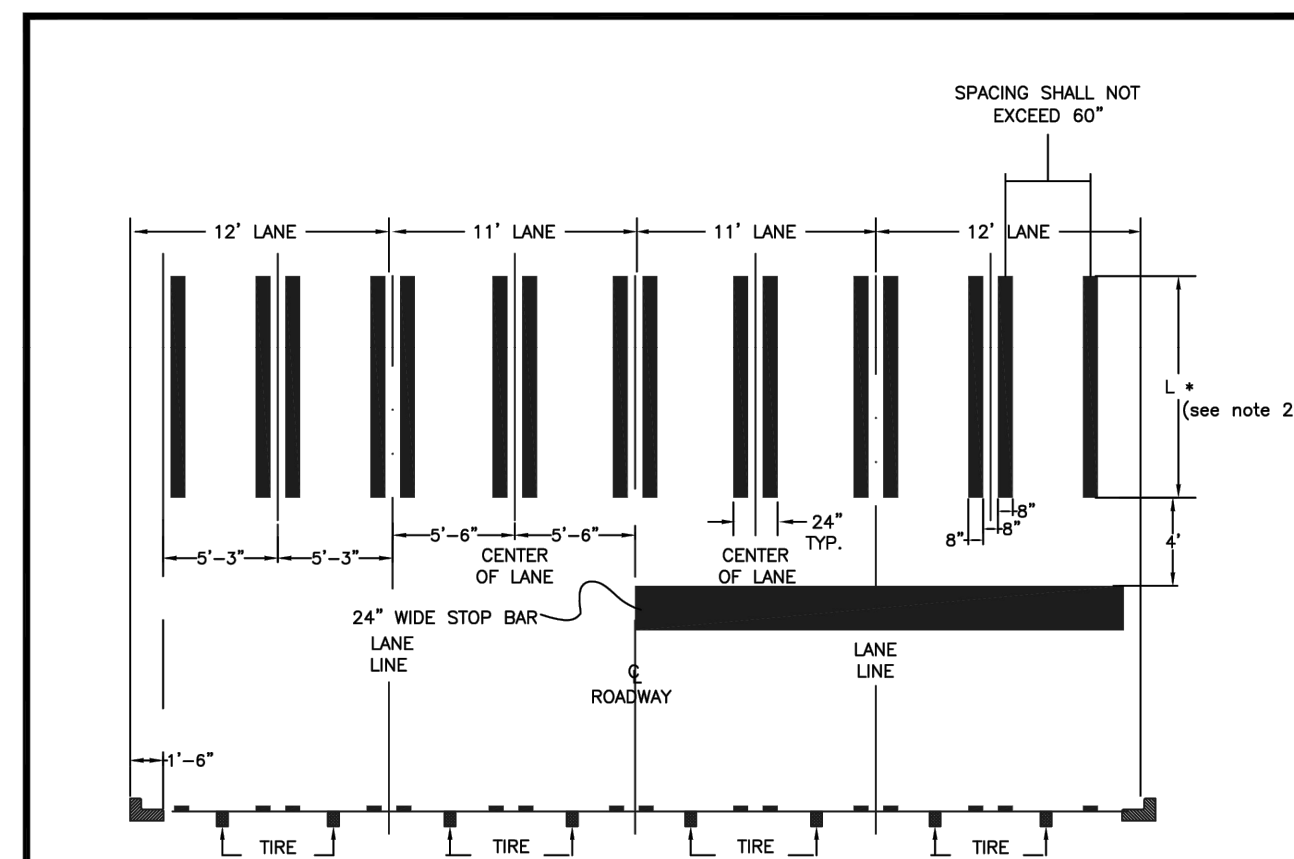 SPACING SHALL NOT
EXCEED 60"
12' LANE
11' LANE
11' LANE
12' LANE
L *
(see note 2
8"
8"
8"
24"
TYP.
4'
5'-3"
5'-3"
5'-6"
5'-6"
CENTER
OF LANE
CENTER
OF LANE
24" WIDE STOP BAR
LANE
LINE
LANE
LINE
℄
ROADWAY
1'-6"
TIRE
TIRE
TIRE
TIRE